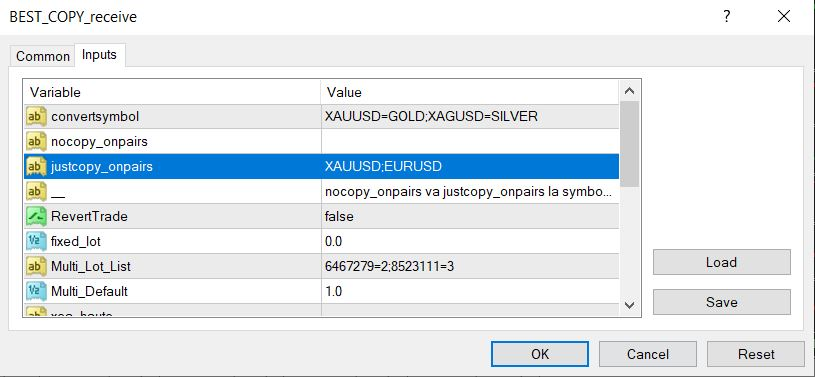 BEST_COPY_receive
Common Inputs
Variable Value
convertsymbol XAUUSD=GOLD;XAGUSD=SILVER
nocopy_onpairs
justcopy_onpairs XAUUSD;EURUSD
__ nocopy_onpairs va justcopy_onpairs la symbo...
RevertTrade false
fixed_lot 0.0
Multi_Lot_List 6467279=2;8523111=3
Multi_Default 1.0
Load
Save
OK Cancel Reset